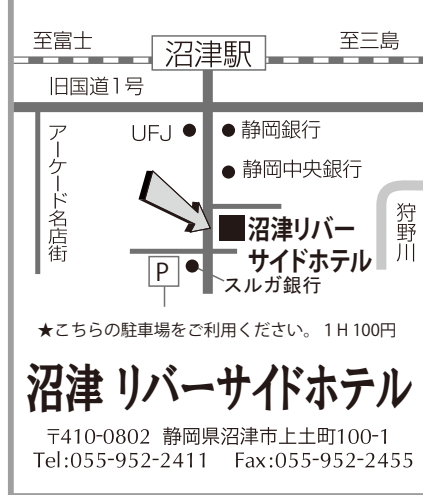 至富士
沼津駅
至三島
旧国道1号
アーケード名店街
UFJ
静岡銀行
静岡中央銀行
狩野川
沼津リバー
サイドホテル
P
スルガ銀行
★こちらの駐車場をご利用ください。 1H100円
沼津 リバーサイドホテル
〒410-0802 静岡県沼津市上土町100-1
Tel:055-952-2411 Fax:055-952-2455